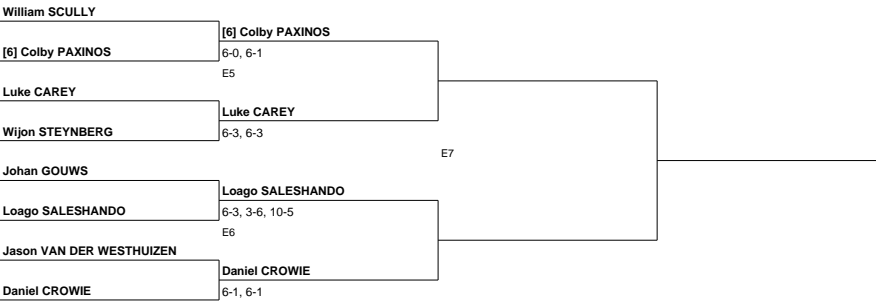 William SCULLY
[6] Colby PAXINOS
[6] Colby PAXINOS
6-0, 6-1
E5
Luke CAREY
Luke CAREY
Wijon STEYNBERG
6-3, 6-3
E7
Johan GOUWS
Loago SALESHANDO
Loago SALESHANDO
6-3, 3-6, 10-5
E6
Jason VAN DER WESTHUIZEN
Daniel CROWIE
Daniel CROWIE
6-1, 6-1